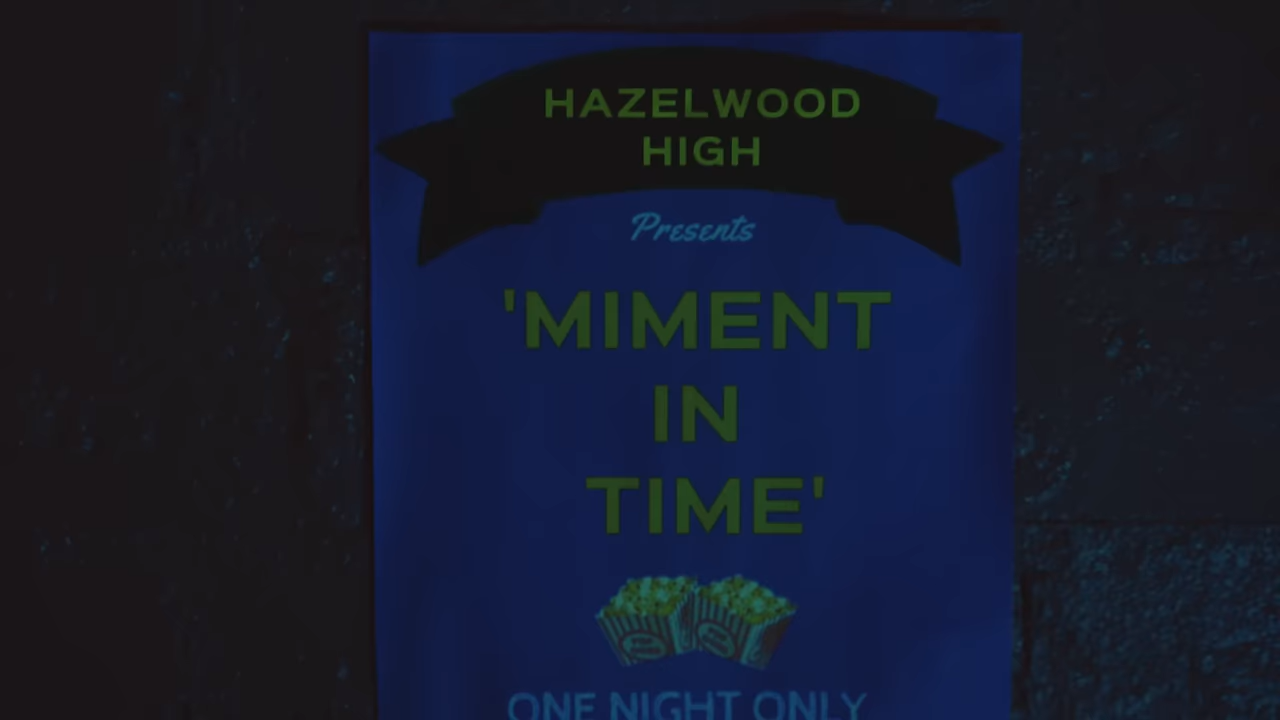 HAZELWOOD
HIGH
Presents
'MIMENT
IN
TIME'
ONE NIGHT ONLY